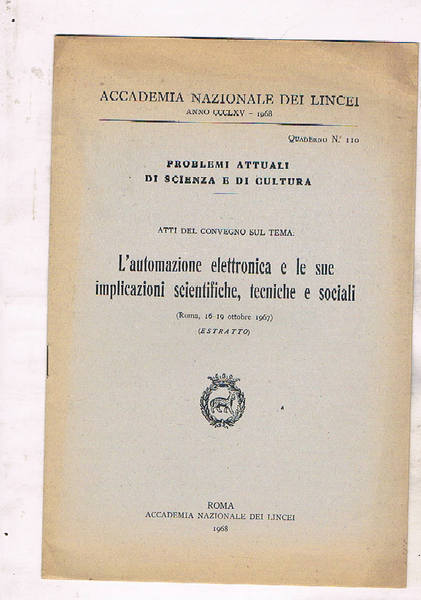 ACCADEMIA NAZIONALE DEI LINCEI
ANNO CCCLXV - 1968
QUADERNO N.° 110
PROBLEMI ATTUALI
DI SCIENZA E DI CULTURA
ATTI DEL CONVEGNO SUL TEMA:
L'automazione elettronica e le sue
implicazioni scientifiche, tecniche e sociali
(Roma, 16-19 ottobre 1967)
(ESTRATTO)
ROMA
ACCADEMIA NAZIONALE DEI LINCEI
1968